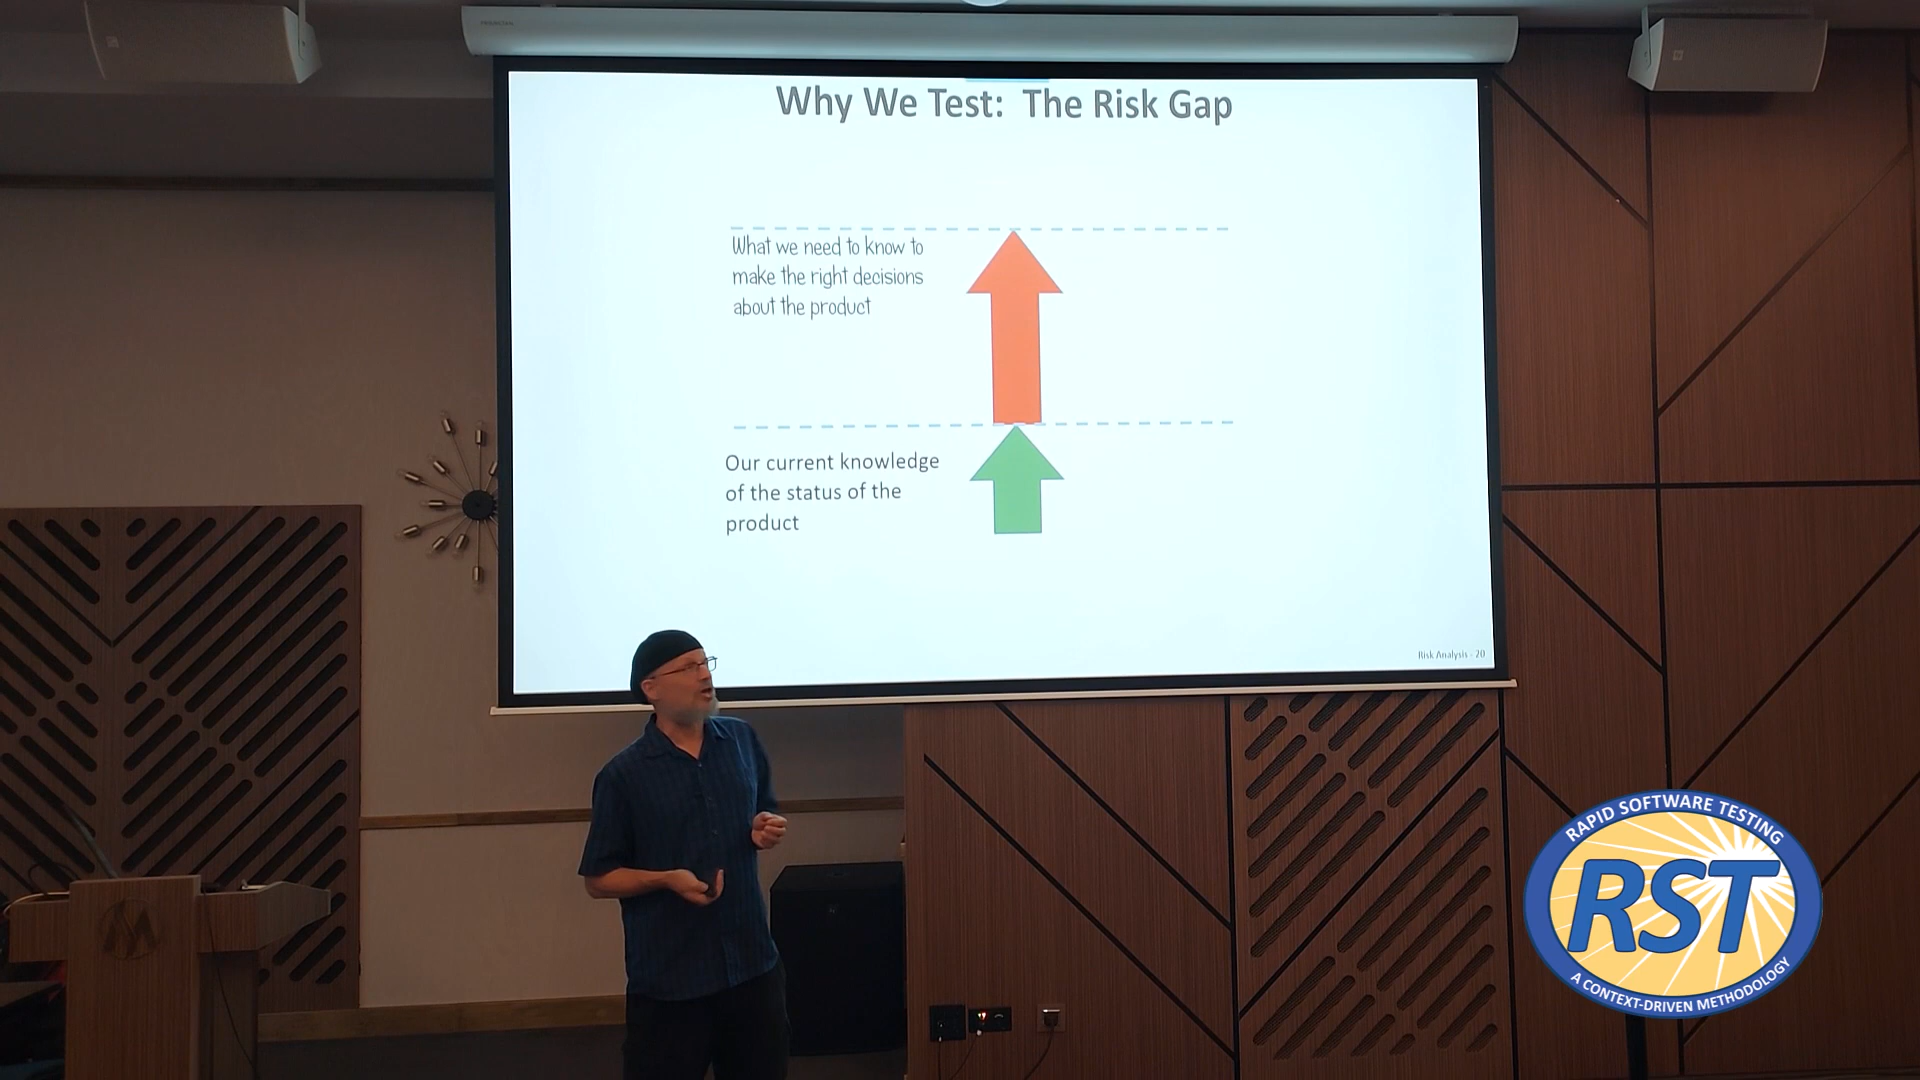 Why We Test: The Risk Gap
What we need to know to
make the right decisions
about the product
Our current knowledge
of the status of the
product
Risk Analysis - 20
RAPID SOFTWARE TESTING
RST
A CONTEXT-DRIVEN METHODOLOGY